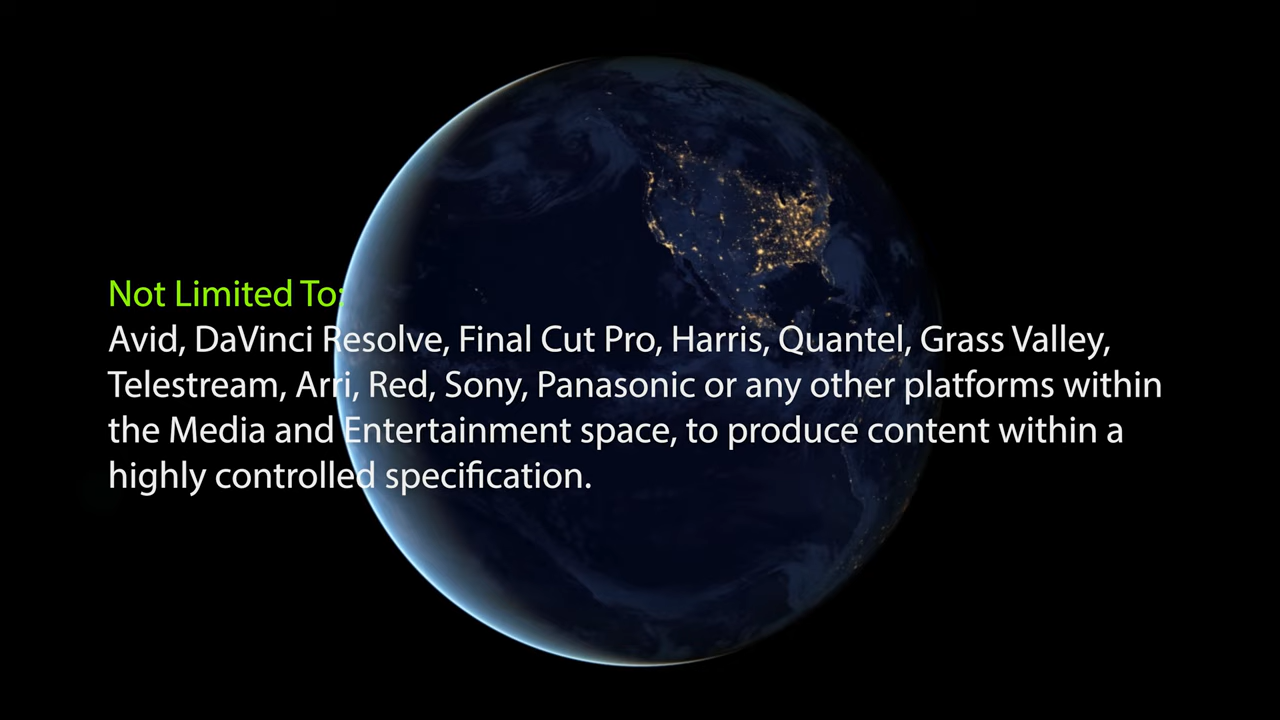 Not Limited To:
Avid, DaVinci Resolve, Final Cut Pro, Harris, Quantel, Grass Valley,
Telestream, Arri, Red, Sony, Panasonic or any other platforms within
the Media and Entertainment space, to produce content within a
highly controlled specification.